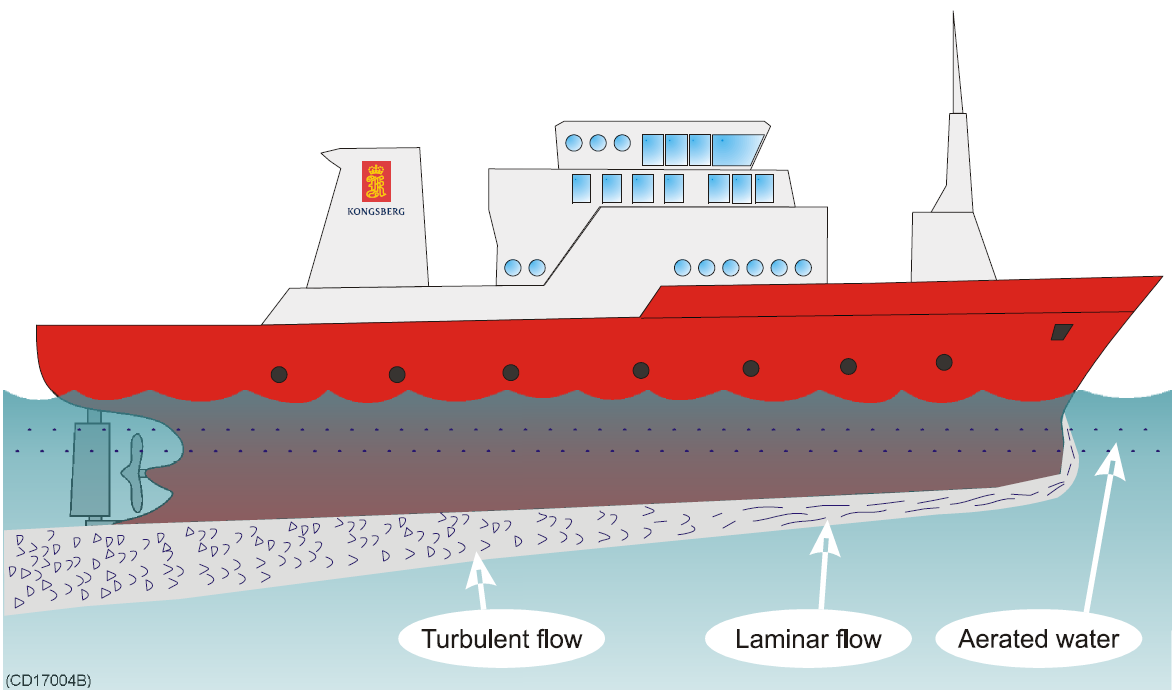 KONGSBERG
Turbulent flow
Laminar flow
Aerated water
(CD17004B)